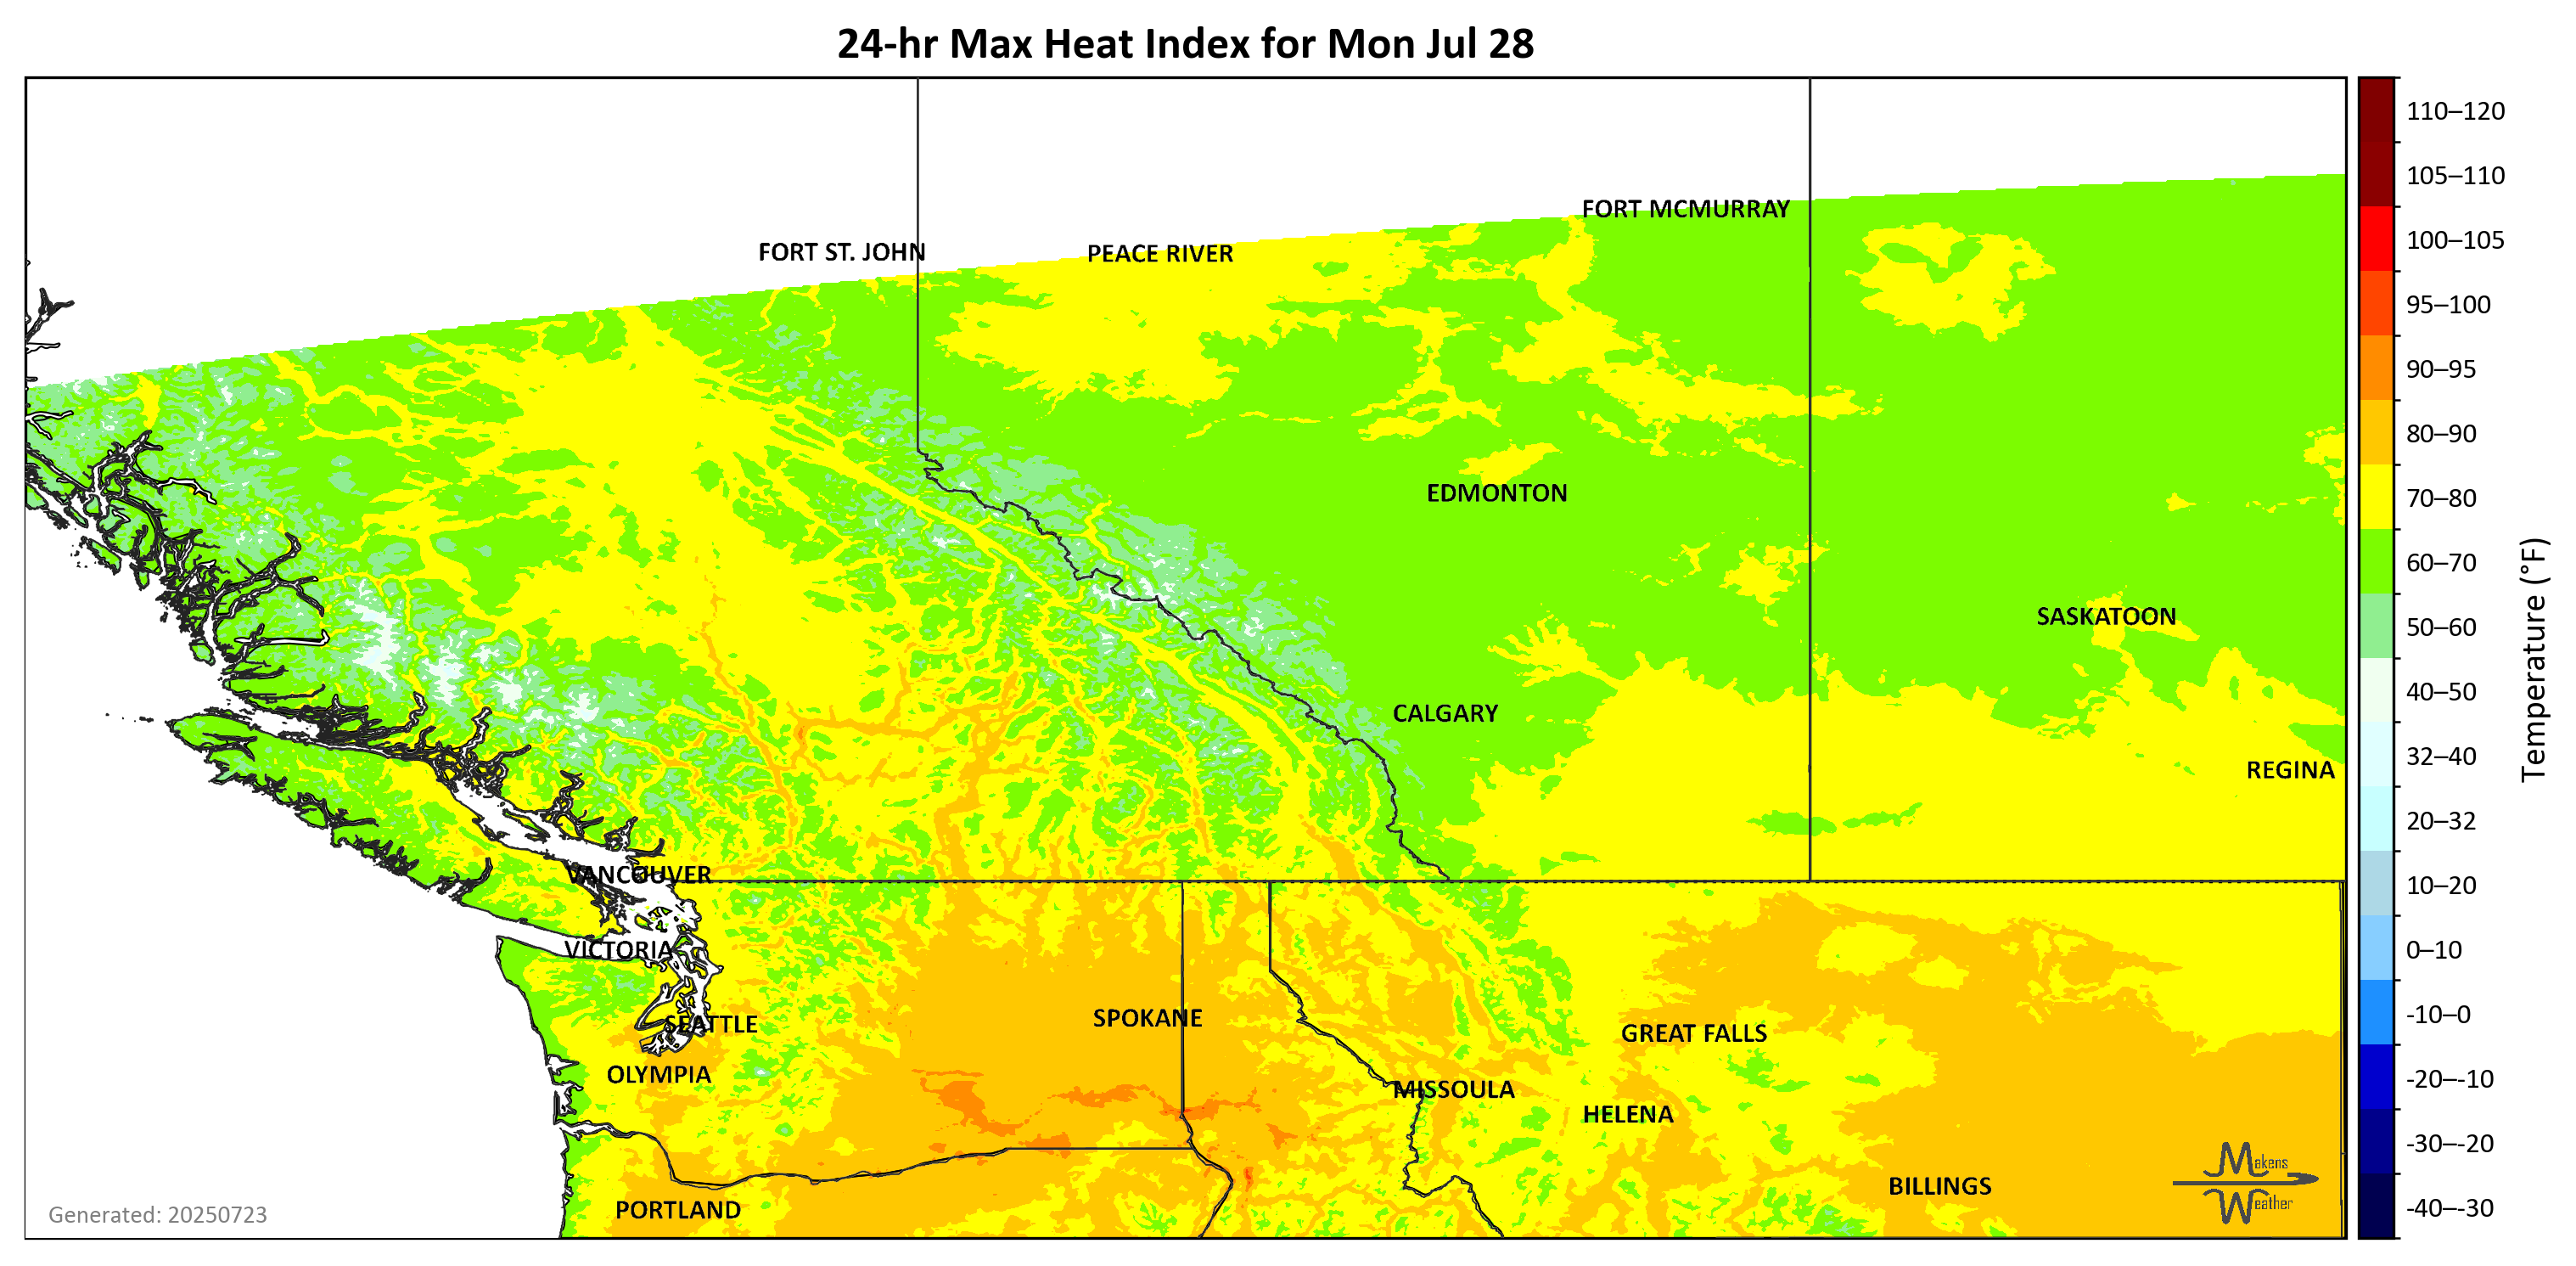 24-hr Max Heat Index for Mon Jul 28
FORT MCMURRAY
FORT ST. JOHN
PEACE RIVER
EDMONTON
SASKATOON
CALGARY
REGINA
VANCOUVER
VICTORIA
SEATTLE
SPOKANE
GREAT FALLS
OLYMPIA
MISSOULA
HELENA
BILLINGS
PORTLAND
Generated: 20250723
Makens
Weather
110–120
105–110
100–105
95–100
90–95
80–90
70–80
60–70
50–60
40–50
32–40
20–32
10–20
0–10
-10–0
-20–-10
-30–-20
-40–-30
Temperature (°F)